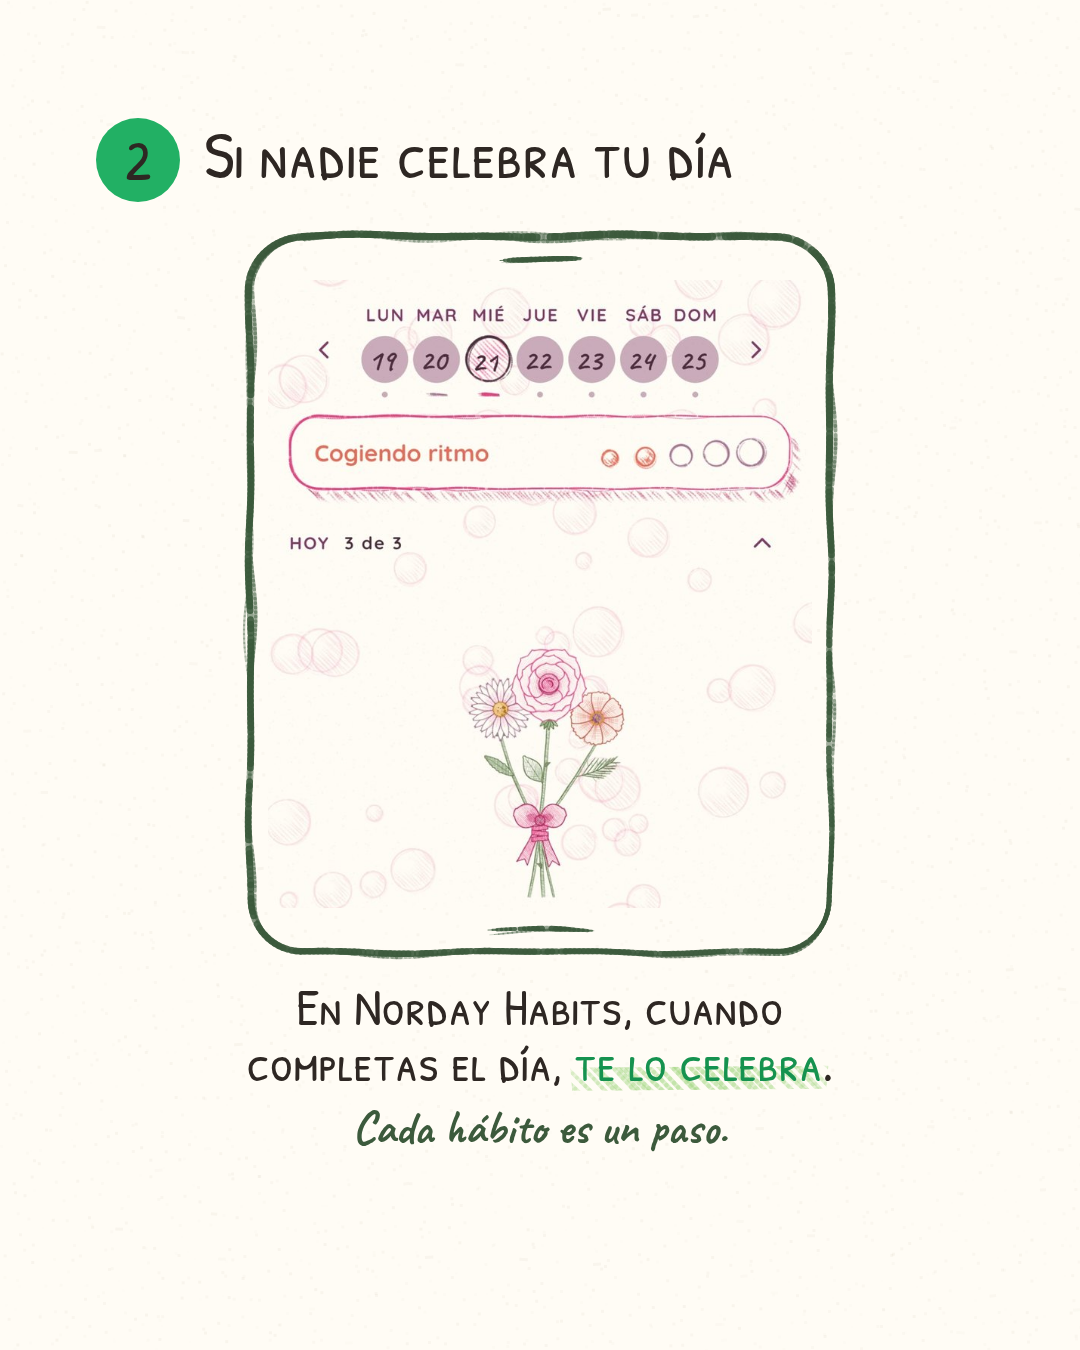 2 Si nadie celebra tu día
LUN MAR MIÉ JUE VIE SÁB DOM
19 20 21 22 23 24 25
Cogiendo ritmo
HOY 3 de 3
En Norday Habits, cuando
completas el día, te lo celebra.
Cada hábito es un paso.